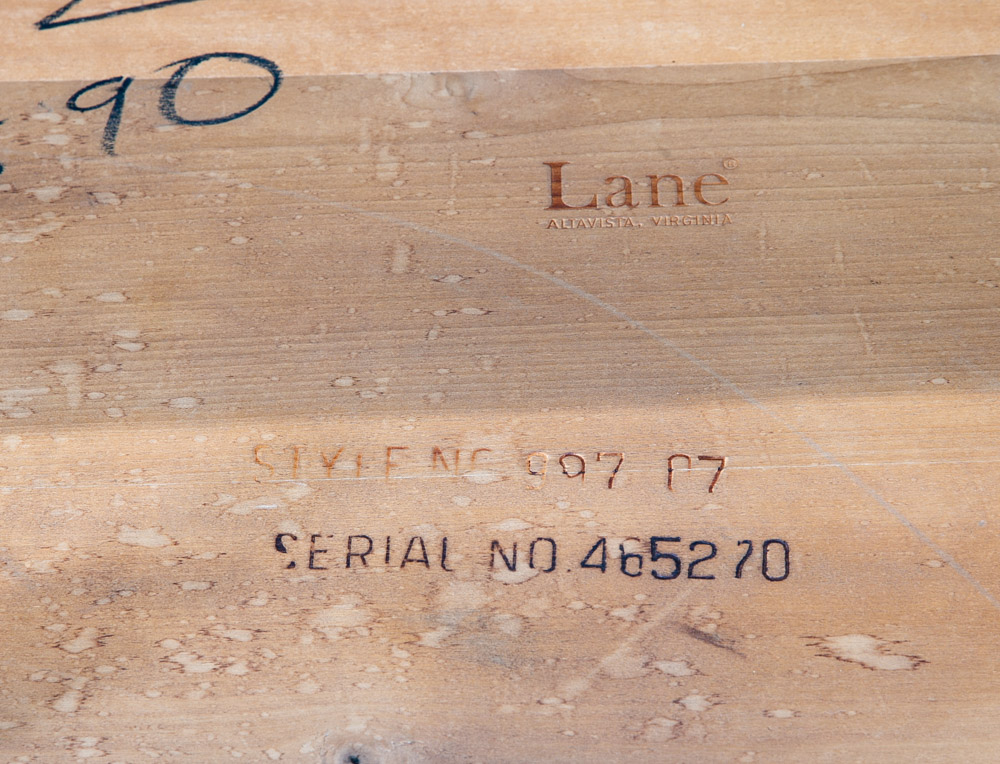 90
Lane®
ALTAVISTA, VIRGINIA
STYLE NO 997 07
SERIAL NO. 465270